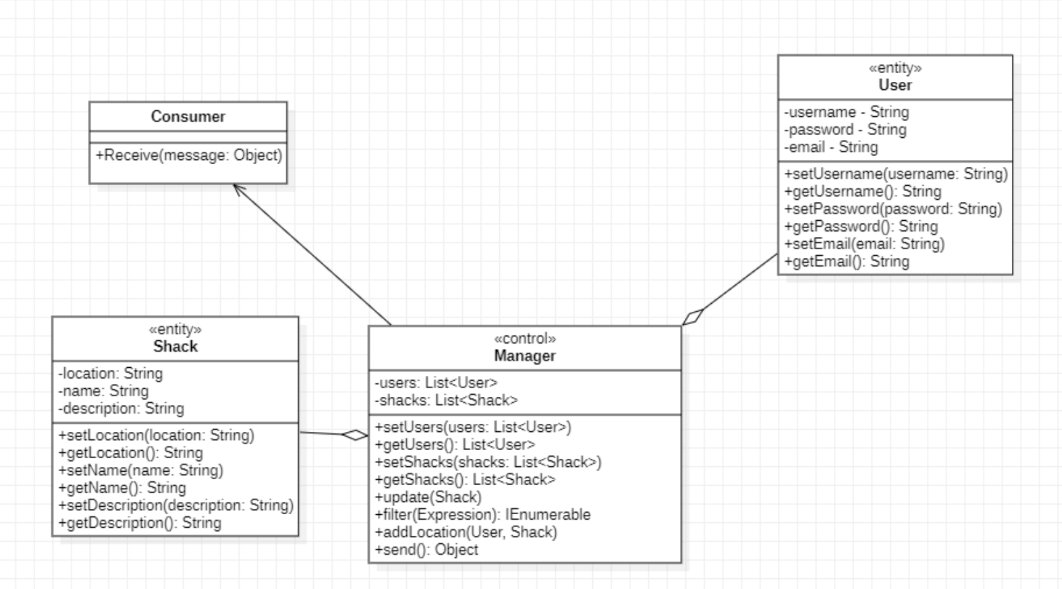 Consumer
+Receive(message: Object)
«entity»
User
-username - String
-password - String
-email - String
+setUsername(username: String)
+getUsername(): String
+setPassword(password: String)
+getPassword(): String
+setEmail(email: String)
+getEmail(): String
«entity»
Shack
-location: String
-name: String
-description: String
+setLocation(location: String)
+getLocation(): String
+setName(name: String)
+getName(): String
+setDescription(description: String)
+getDescription(): String
«control»
Manager
-users: List<User>
-shacks: List<Shack>
+setUsers(users: List<User>)
+getUsers(): List<User>
+setShacks(shacks: List<Shack>)
+getShacks(): List<Shack>
+update(Shack)
+filter(Expression): IEnumerable
+addLocation(User, Shack)
+send(): Object